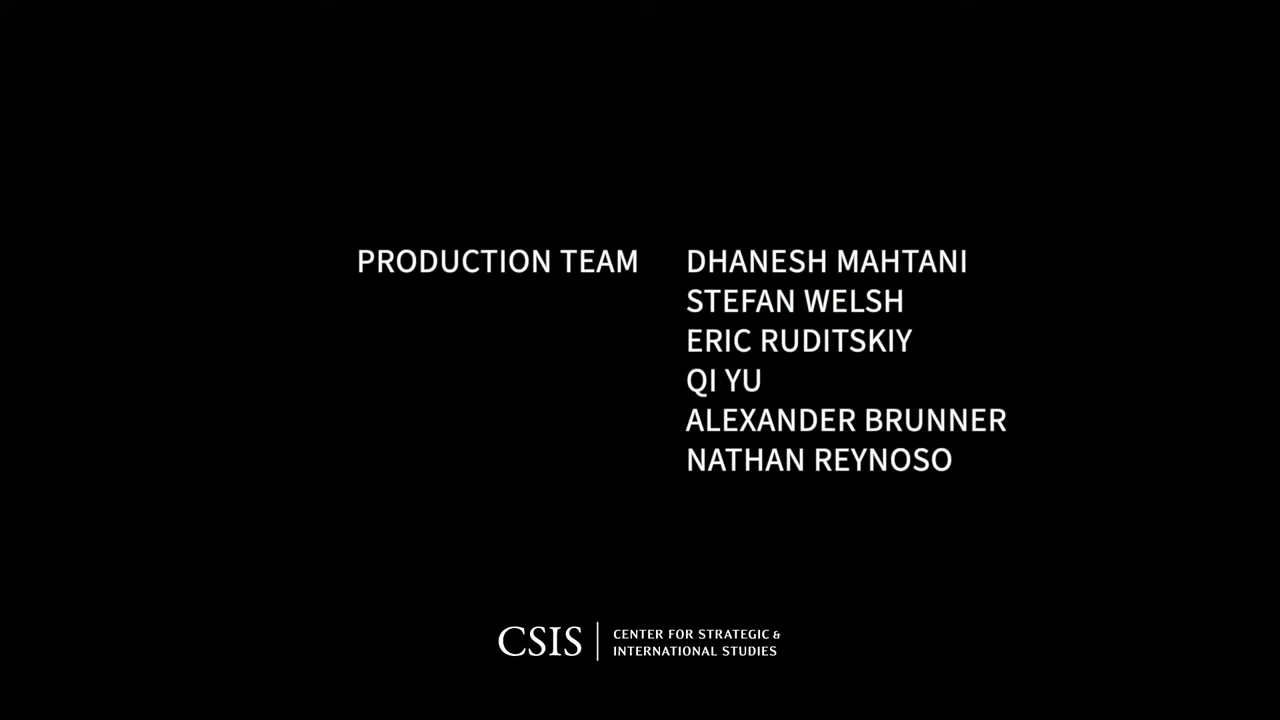 PRODUCTION TEAM DHANESH MAHTANI
STEFAN WELSH
ERIC RUDITSKIY
QI YU
ALEXANDER BRUNNER
NATHAN REYNOSO
CSIS | CENTER FOR STRATEGIC &
INTERNATIONAL STUDIES